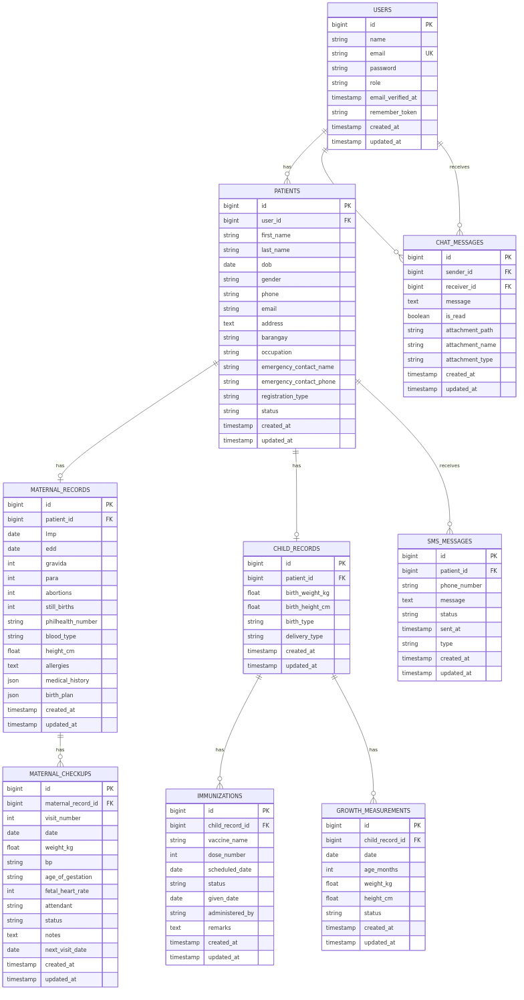 USERS
bigint id PK
string name
string email UK
string password
string role
timestamp email_verified_at
string remember_token
timestamp created_at
timestamp updated_at
has
receives
PATIENTS
bigint id PK
bigint user_id FK
string first_name
string last_name
date dob
string gender
string phone
string email
text address
string barangay
string occupation
string emergency_contact_name
string emergency_contact_phone
string registration_type
string status
timestamp created_at
timestamp updated_at
CHAT_MESSAGES
bigint id PK
bigint sender_id FK
bigint receiver_id FK
text message
boolean is_read
string attachment_path
string attachment_name
string attachment_type
timestamp created_at
timestamp updated_at
has
has
receives
MATERNAL_RECORDS
bigint id PK
bigint patient_id FK
date lmp
date edd
int gravida
int para
int abortions
int still_births
string philhealth_number
string blood_type
float height_cm
text allergies
json medical_history
json birth_plan
timestamp created_at
timestamp updated_at
CHILD_RECORDS
bigint id PK
bigint patient_id FK
float birth_weight_kg
float birth_height_cm
string birth_type
string delivery_type
timestamp created_at
timestamp updated_at
SMS_MESSAGES
bigint id PK
bigint patient_id FK
string phone_number
text message
string status
timestamp sent_at
string type
timestamp created_at
timestamp updated_at
has
has
has
MATERNAL_CHECKUPS
bigint id PK
bigint maternal_record_id FK
int visit_number
date date
float weight_kg
string bp
string age_of_gestation
int fetal_heart_rate
string attendant
string status
text notes
date next_visit_date
timestamp created_at
timestamp updated_at
IMMUNIZATIONS
bigint id PK
bigint child_record_id FK
string vaccine_name
int dose_number
date scheduled_date
string status
date given_date
string administered_by
text remarks
timestamp created_at
timestamp updated_at
GROWTH_MEASUREMENTS
bigint id PK
bigint child_record_id FK
date date
int age_months
float weight_kg
float height_cm
string status
timestamp created_at
timestamp updated_at